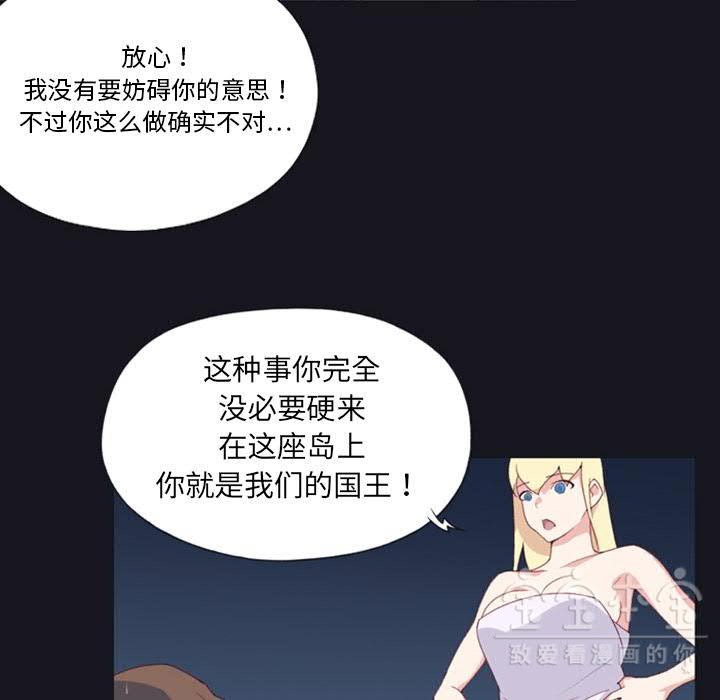 放心！
我没有要妨碍你的意思！
不过你这么做确实不对...
这种事你完全
没必要硬来
在这座岛上
你就是我们的国王！
致爱看漫画的你